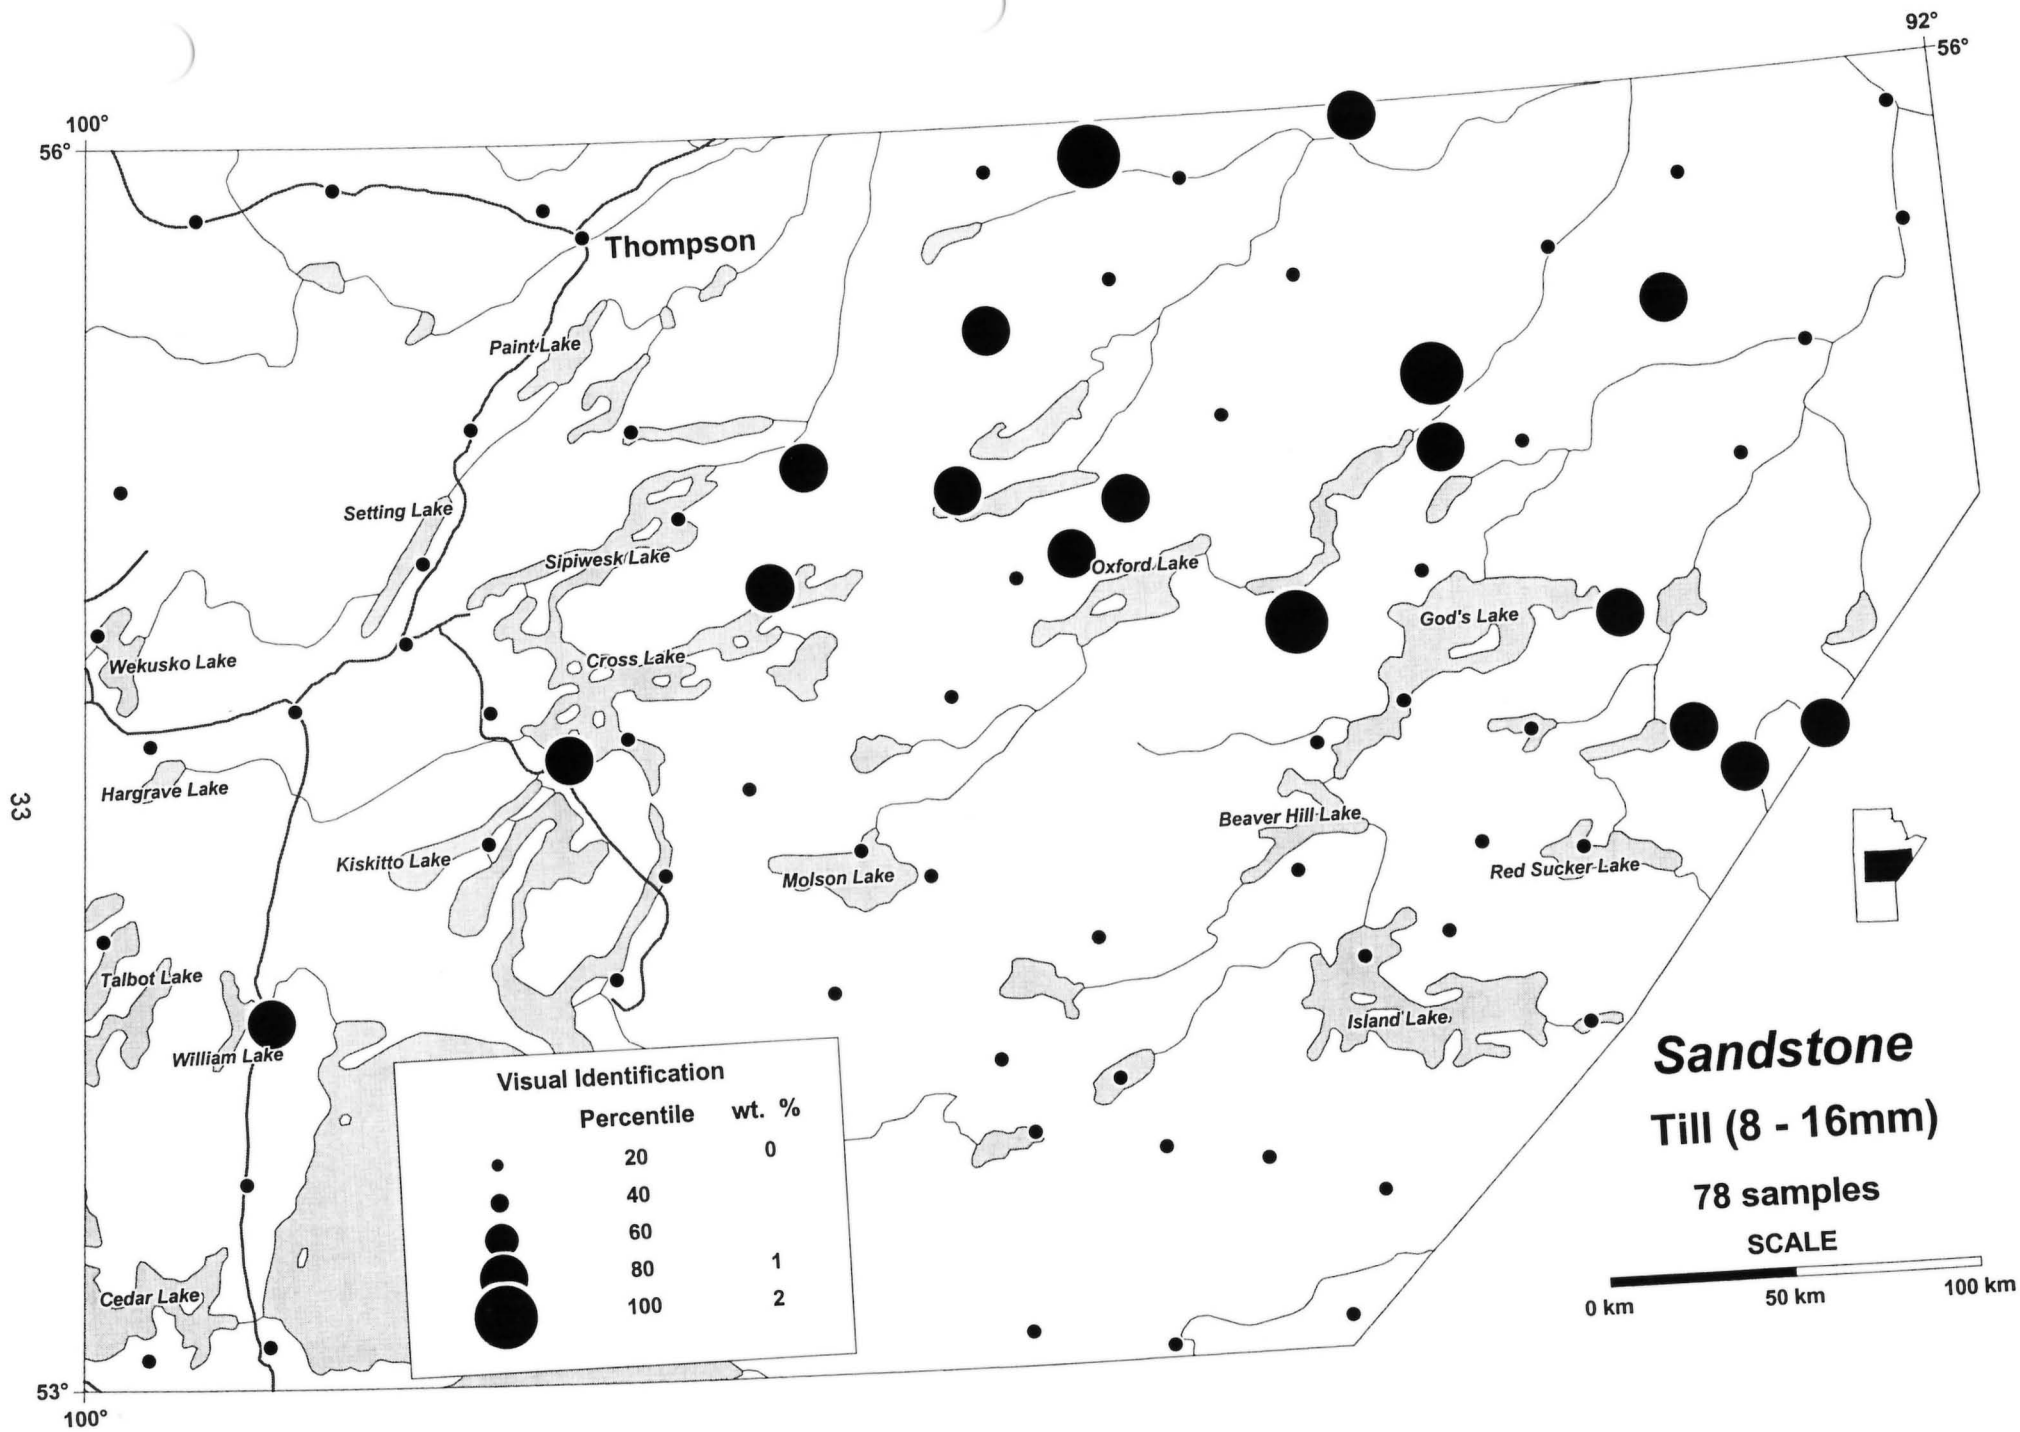 92°
56°
100°
56°
Thompson
Paint Lake
Setting Lake
Sipiwesk Lake
Oxford Lake
God's Lake
Wekusko Lake
Cross Lake
Hargrave Lake
33
Beaver Hill Lake
Kiskitto Lake
Molson Lake
Red Sucker Lake
Talbot Lake
Island Lake
William Lake
Sandstone
Till (8 - 16mm)
78 samples
SCALE
0 km 50 km 100 km
Visual Identification
Percentile wt. %
20 0
40
60
80 1
100 2
Cedar Lake
53°
100°